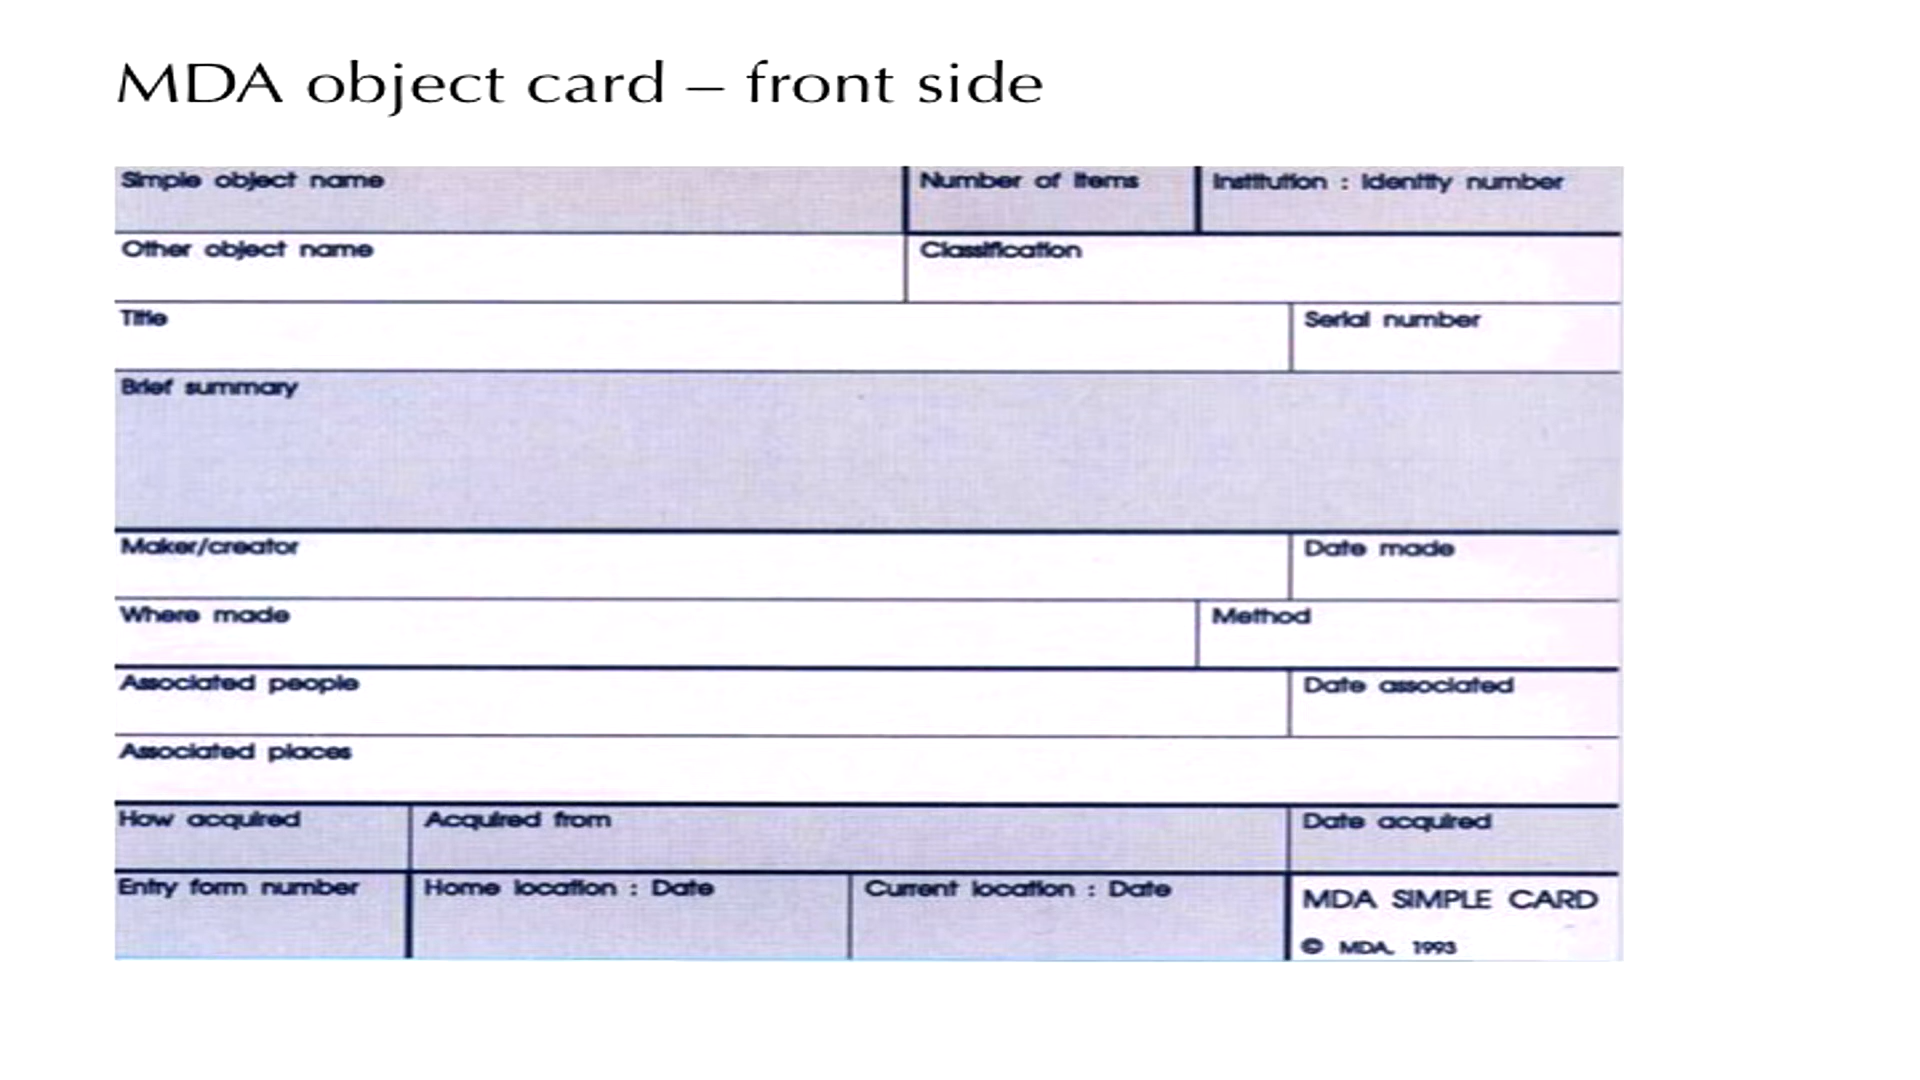 MDA object card – front side
Simple object name Number of items Institution : Identity number
Other object name Classification
Title Serial number
Brief summary
Maker/creator Date made
Where made Method
Associated people Date associated
Associated places
How acquired Acquired from Date acquired
Entry form number Home location : Date Current location : Date MDA SIMPLE CARD
© MDA, 1993